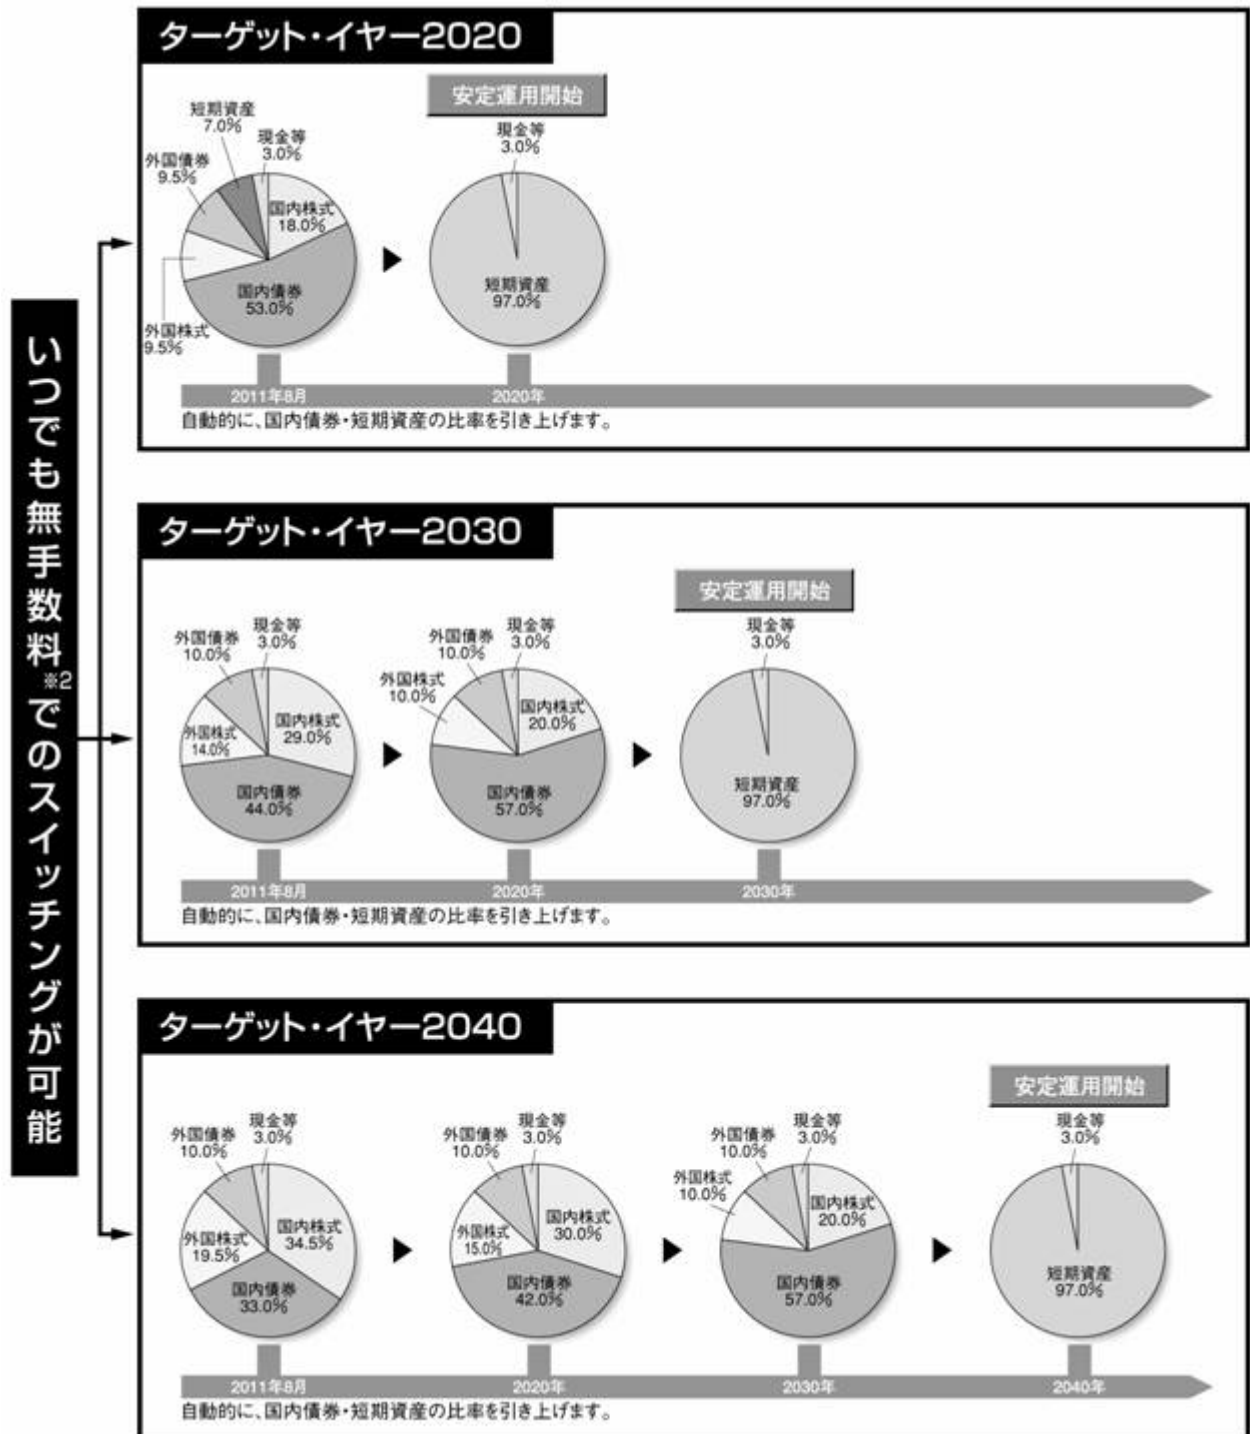 いつでも無手数料※2でのスイッチングが可能
ターゲット・イヤー2020
安定運用開始
短期資産
7.0%
現金等
3.0%
外国債券
9.5%
国内株式
18.0%
国内債券
53.0%
外国株式
9.5%
現金等
3.0%
短期資産
97.0%
2011年8月
2020年
自動的に、国内債券・短期資産の比率を引き上げます。
ターゲット・イヤー2030
安定運用開始
外国債券
10.0%
現金等
3.0%
外国株式
14.0%
国内株式
29.0%
国内債券
44.0%
外国債券
10.0%
現金等
3.0%
外国株式
10.0%
国内株式
20.0%
国内債券
57.0%
現金等
3.0%
短期資産
97.0%
2011年8月
2020年
2030年
自動的に、国内債券・短期資産の比率を引き上げます。
ターゲット・イヤー2040
安定運用開始
外国債券
10.0%
現金等
3.0%
外国株式
19.5%
国内株式
34.5%
国内債券
33.0%
外国債券
10.0%
現金等
3.0%
外国株式
15.0%
国内株式
30.0%
国内債券
42.0%
外国債券
10.0%
現金等
3.0%
外国株式
10.0%
国内株式
20.0%
国内債券
57.0%
現金等
3.0%
短期資産
97.0%
2011年8月
2020年
2030年
2040年
自動的に、国内債券・短期資産の比率を引き上げます。